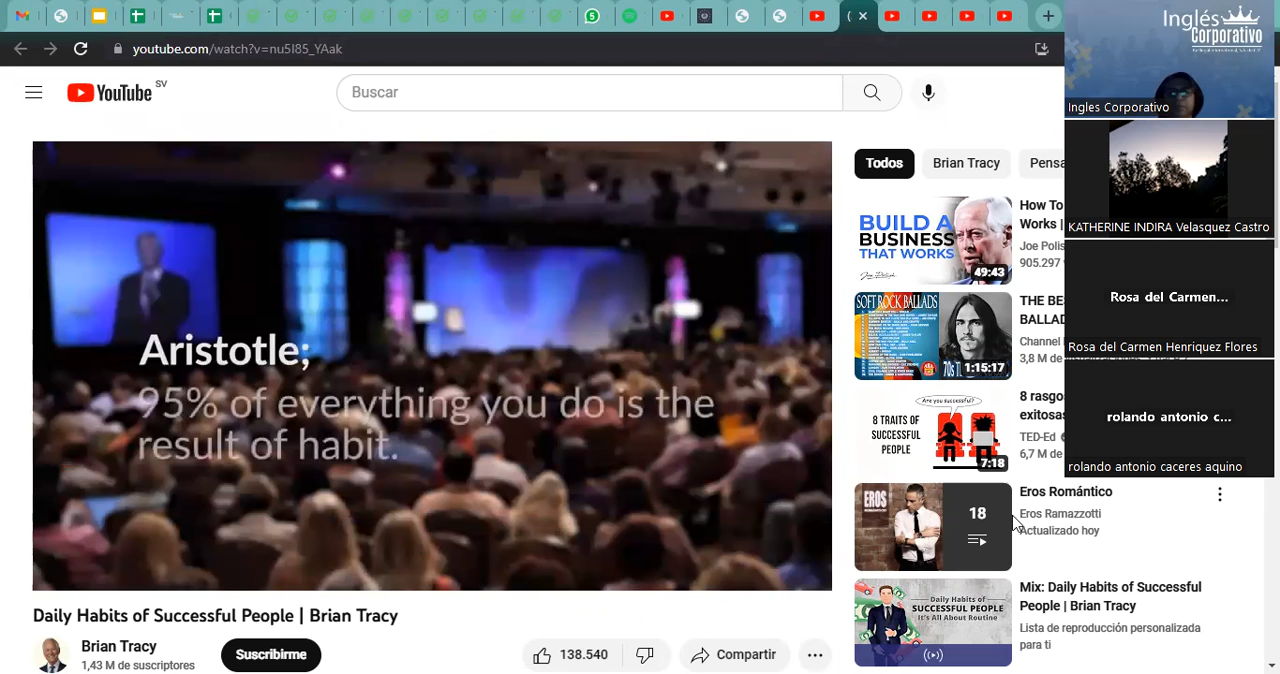 youtube.com/watch?v=nu5I85_YAak
YouTube SV
Buscar
Aristotle;
95% of everything you do is the
result of habit.
Daily Habits of Successful People | Brian Tracy
Brian Tracy
1,43 M de suscriptores
Suscribirme
138.540
Compartir
Todos
Brian Tracy
Pensa
BUILD A
BUSINESS
THAT WORKS
49:43
How To
Works |
Joe Polis
905.297
SOFT ROCK BALLADS
70s
1:15:17
THE BE
BALLAD
Channel
3,8 M de
Are you successful?
8 TRAITS OF
SUCCESSFUL
PEOPLE
7:18
8 rasgo
exitosa
TED-Ed
6,7 M de
EROS
18
Eros Romántico
Eros Ramazzotti
Actualizado hoy
Daily Habits of
SUCCESSFUL PEOPLE
It's All About Routine
Mix: Daily Habits of Successful
People | Brian Tracy
Lista de reproducción personalizada
para ti
Inglés
Corporativo
Ingles Corporativo
KATHERINE INDIRA Velasquez Castro
Rosa del Carmen...
Rosa del Carmen Henriquez Flores
rolando antonio c...
rolando antonio caceres aquino